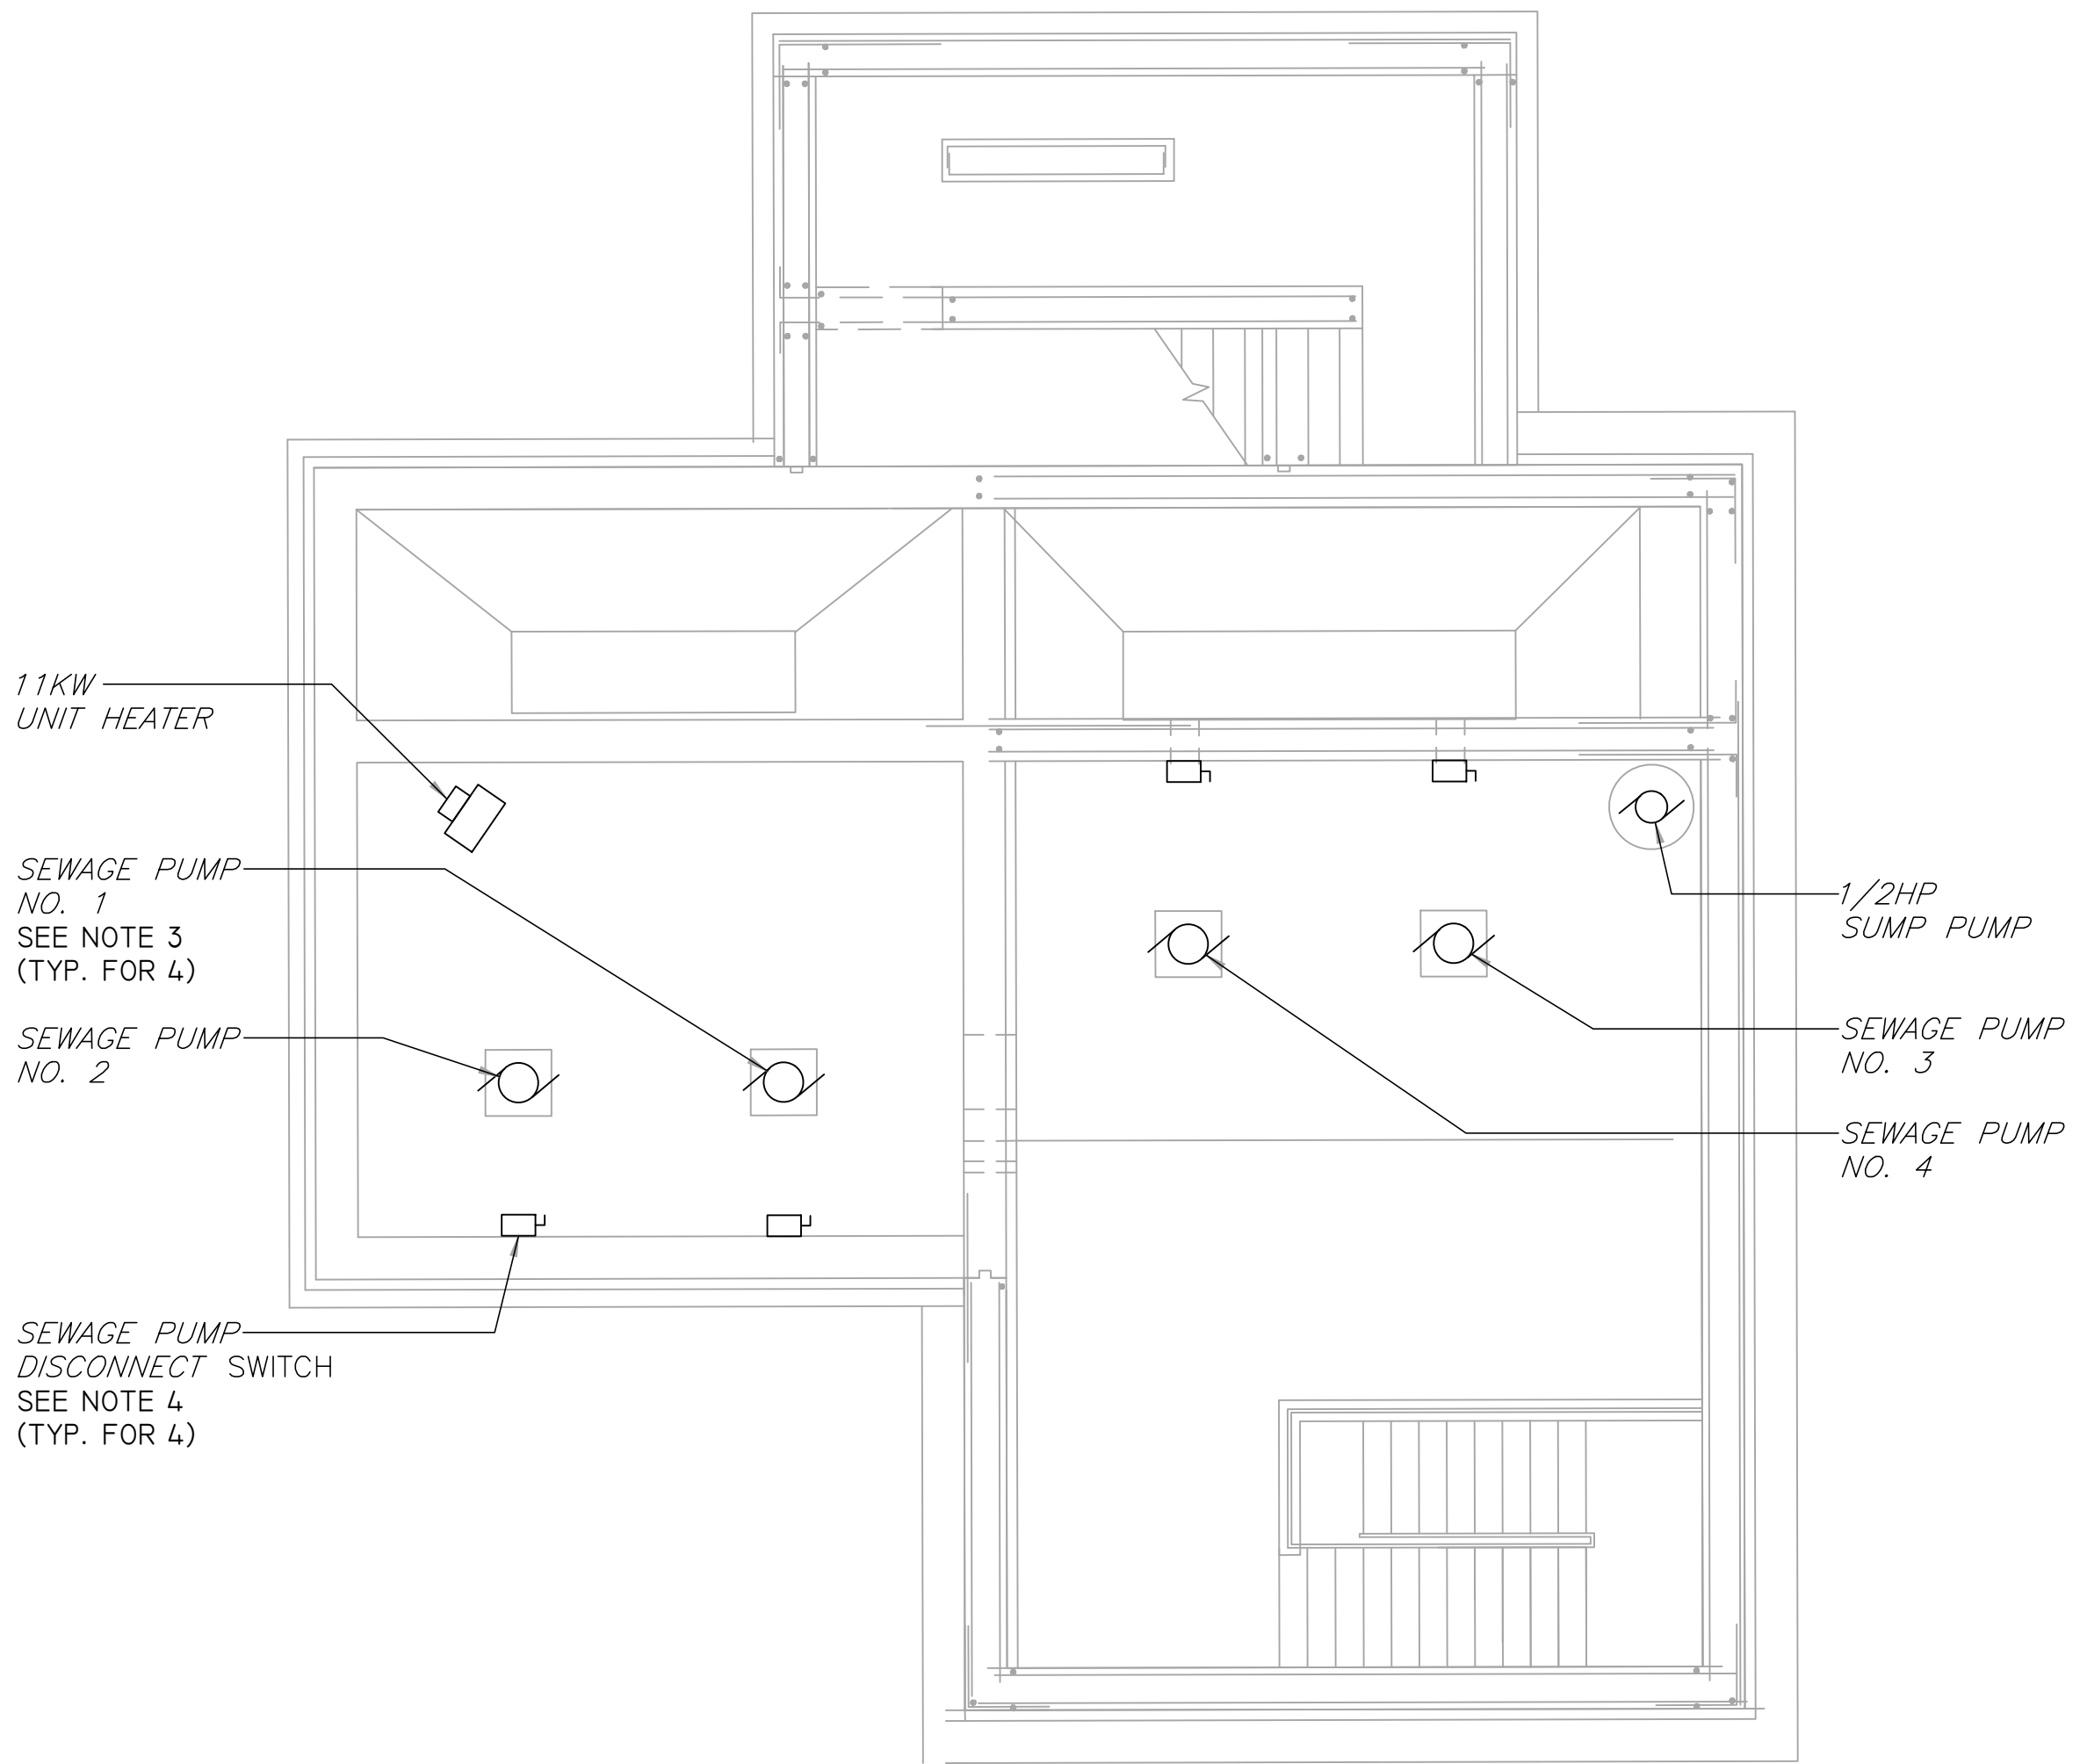 11KW
UNIT HEATER
SEWAGE PUMP
NO. 1
SEE NOTE 3
(TYP. FOR 4)
SEWAGE PUMP
NO. 2
SEWAGE PUMP
DISCONNECT SWITCH
SEE NOTE 4
(TYP. FOR 4)
1/2HP
SUMP PUMP
SEWAGE PUMP
NO. 3
SEWAGE PUMP
NO. 4